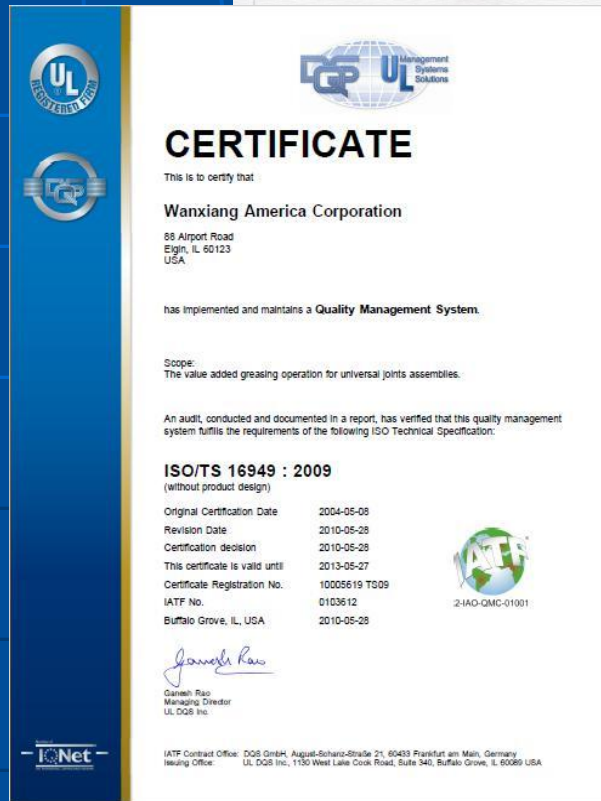 UL
REGISTERED FIRM
DQS
DQS UL Management
Systems
Solutions
CERTIFICATE
This is to certify that
Wanxiang America Corporation
88 Airport Road
Elgin, IL 60123
USA
has implemented and maintains a Quality Management System.
Scope:
The value added greasing operation for universal joints assemblies.
An audit, conducted and documented in a report, has verified that this quality management
system fulfills the requirements of the following ISO Technical Specification:
ISO/TS 16949 : 2009
(without product design)
Original Certification Date 2004-05-08
Revision Date 2010-05-28
Certification decision 2010-05-28
This certificate is valid until 2013-05-27
Certificate Registration No. 10005619 TS09
IATF No. 0103612
Buffalo Grove, IL, USA 2010-05-28
IATF
2-IAO-QMC-01001
Ganesh Rao
Ganesh Rao
Managing Director
UL DQS Inc.
IQNet
IATF Contract Office: DQS GmbH, August-Schanz-Straße 21, 60433 Frankfurt am Main, Germany
Issuing Office: UL DQS Inc., 1130 West Lake Cook Road, Suite 340, Buffalo Grove, IL 60089 USA